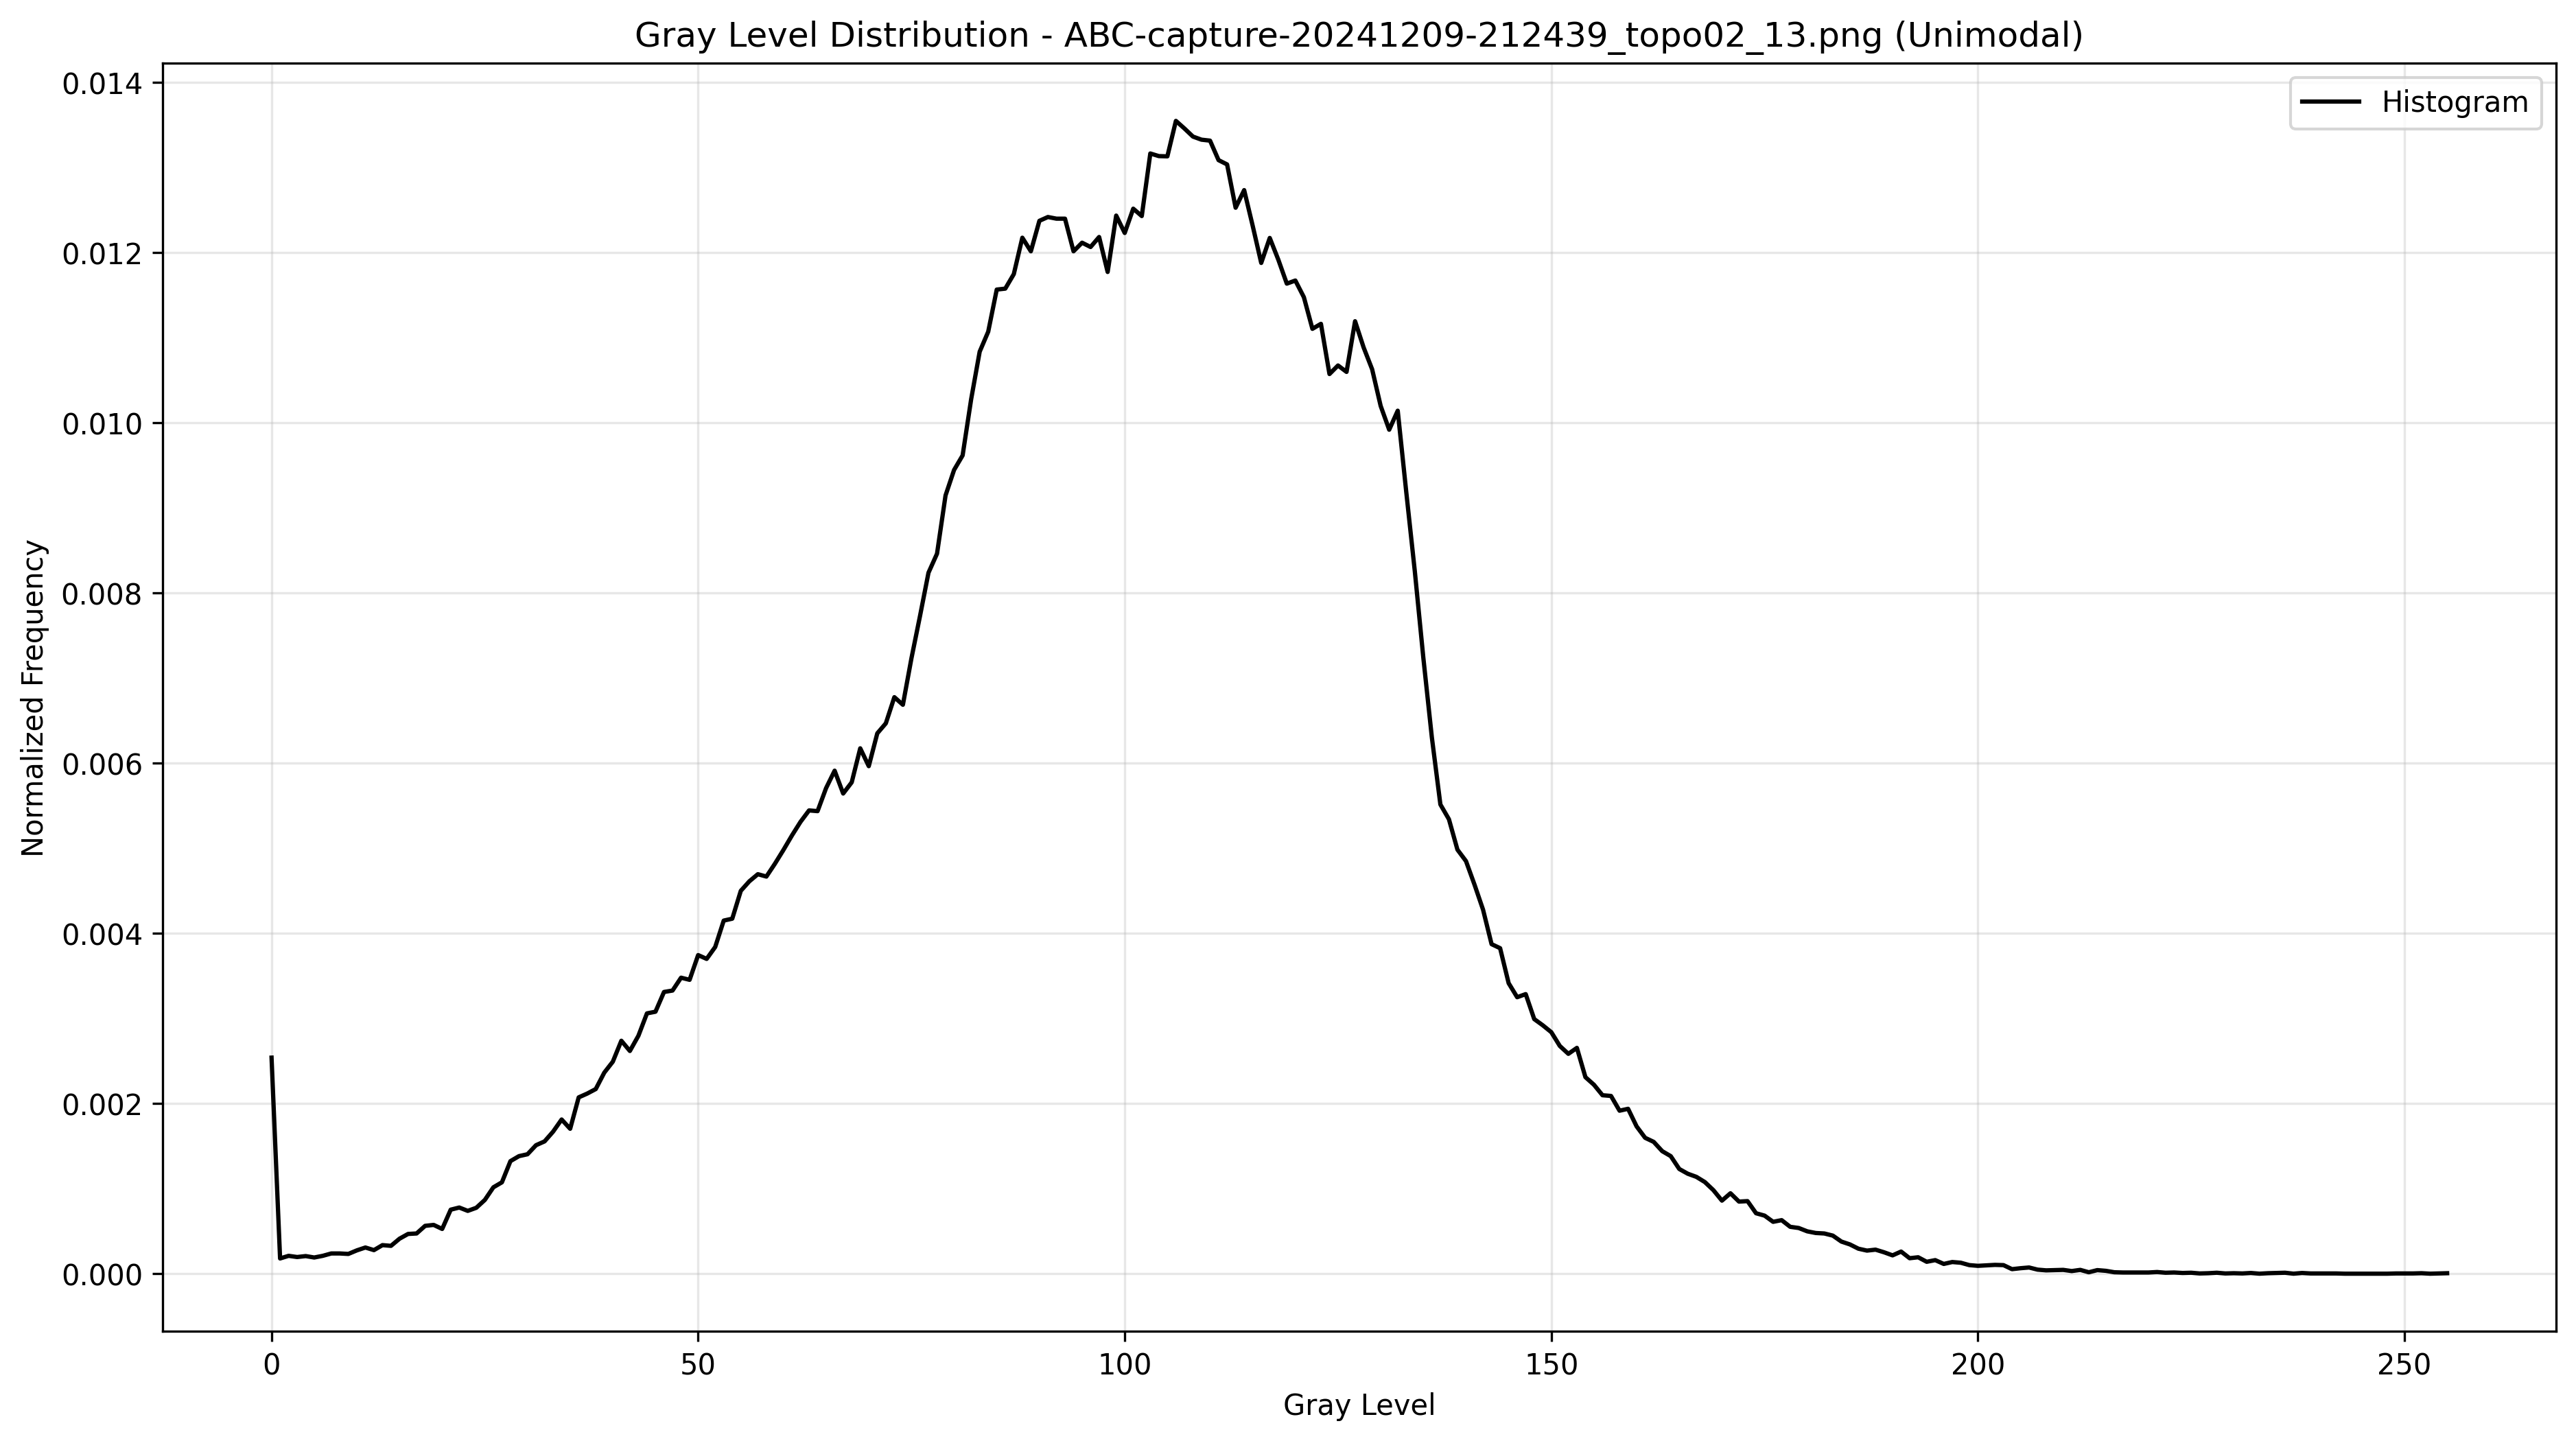 Gray Level Distribution - ABC-capture-20241209-212439_topo02_13.png (Unimodal)
Histogram
0.014
0.012
0.010
0.008
0.006
0.004
0.002
0.000
Normalized Frequency
0 50 100 150 200 250
Gray Level